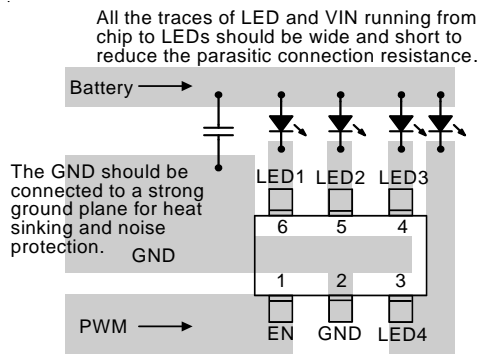 All the traces of LED and VIN running from
chip to LEDs should be wide and short to
reduce the parasitic connection resistance.
Battery
The GND should be
connected to a strong
ground plane for heat
sinking and noise
protection.
GND
LED1 LED2 LED3
6 5 4
1 2 3
PWM
EN GND LED4